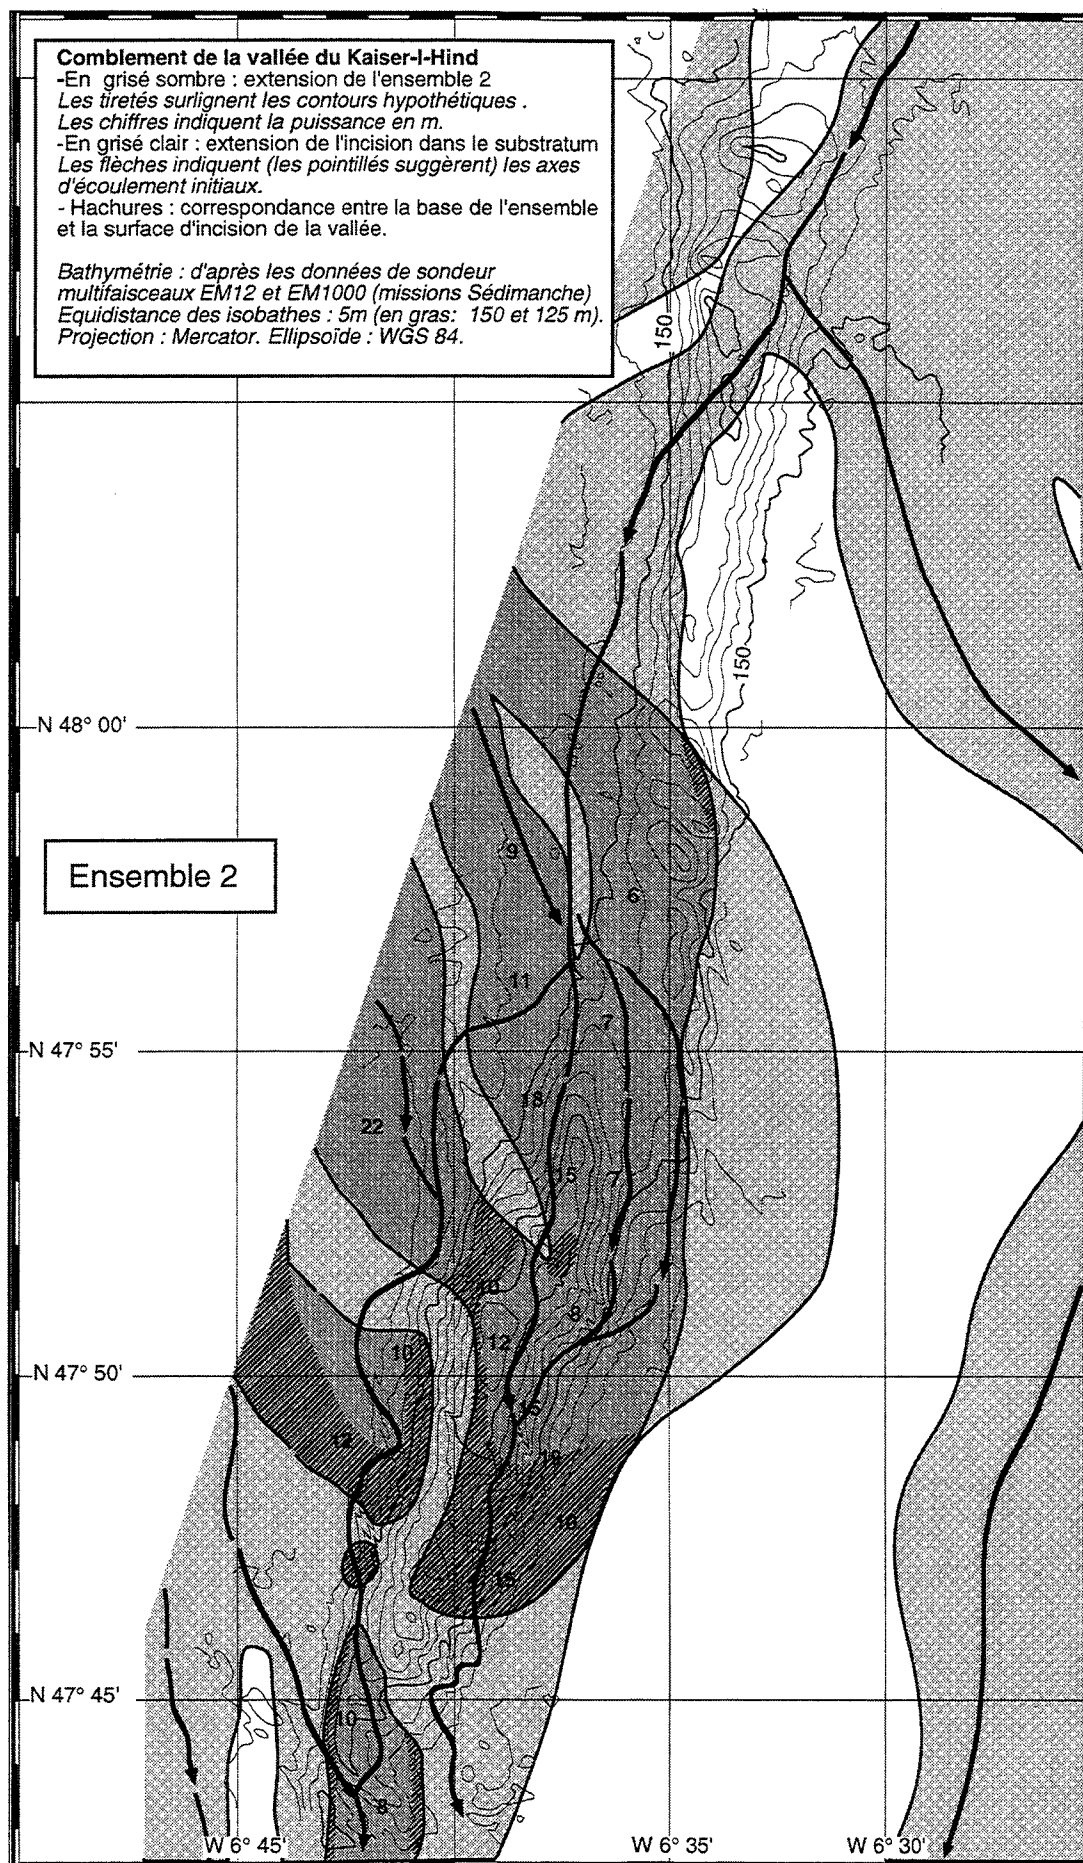 Comblement de la vallée du Kaiser-I-Hind
-En grisé sombre : extension de l'ensemble 2
Les tiretés surlignent les contours hypothétiques .
Les chiffres indiquent la puissance en m.
-En grisé clair : extension de l'incision dans le substratum
Les flèches indiquent (les pointillés suggèrent) les axes
d'écoulement initiaux.
- Hachures : correspondance entre la base de l'ensemble
et la surface d'incision de la vallée.
Bathymétrie : d'après les données de sondeur
multifaisceaux EM12 et EM1000 (missions Sédimanche)
Equidistance des isobathes : 5m (en gras: 150 et 125 m).
Projection : Mercator. Ellipsoïde : WGS 84.
150
150
N 48° 00'
9
Ensemble 2
6
11
7
N 47° 55'
18
22
15
7
10
8
12
10
N 47° 50'
12
15
16
15
N 47° 45'
10
8
W 6° 45'
W 6° 35'
W 6° 30'